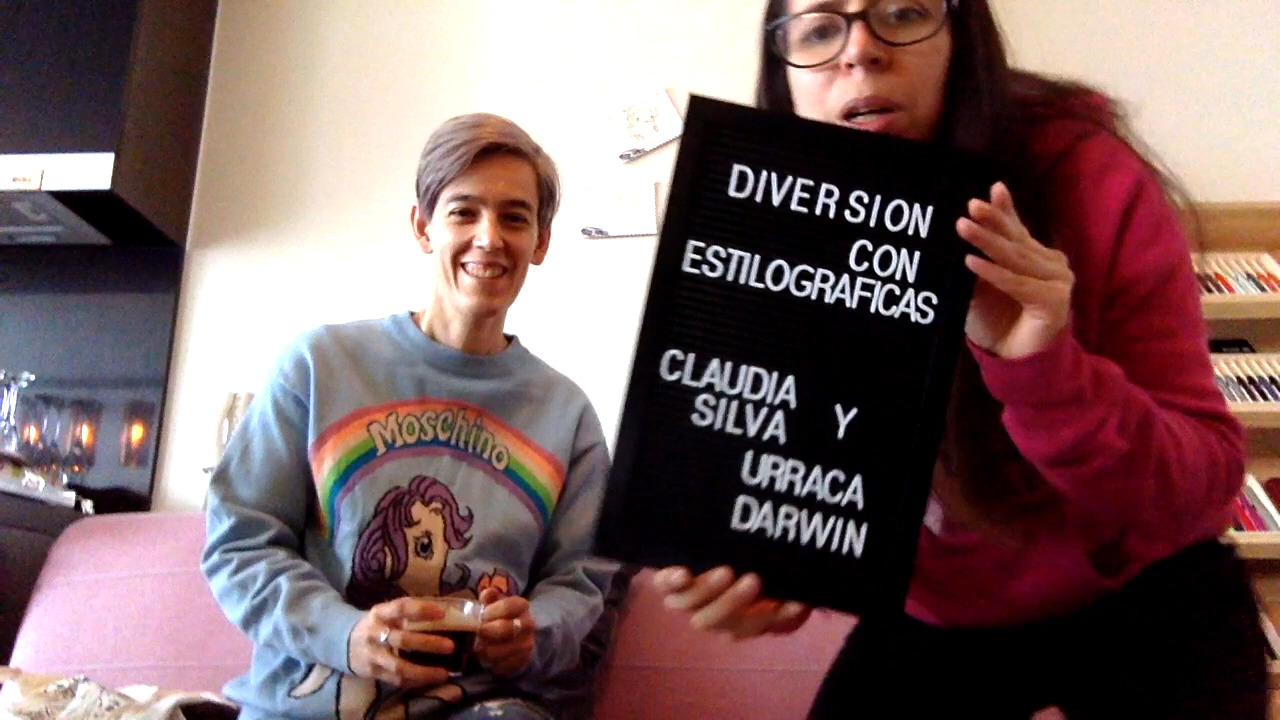 DIVERSION
CON
ESTILOGRAFICAS
CLAUDIA Y
SILVA
URRACA
DARWIN
Moschino